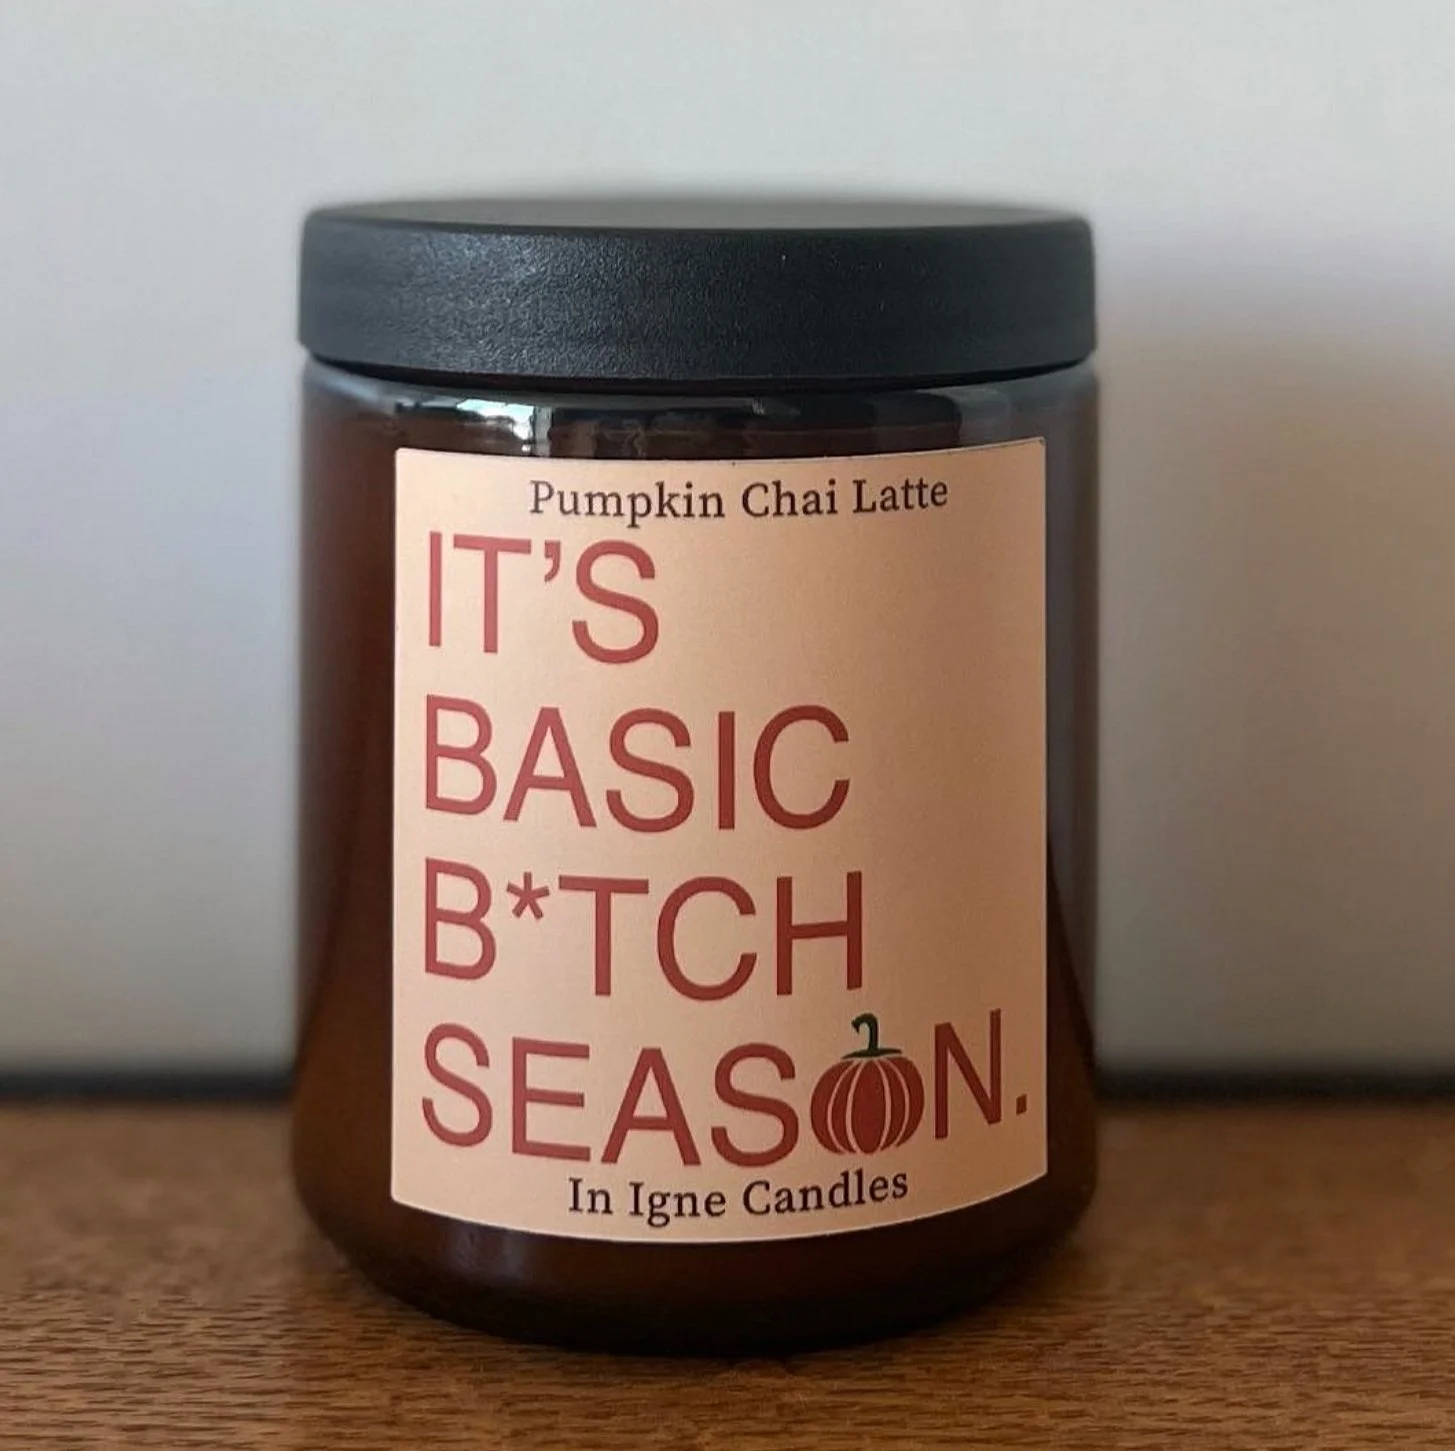 Pumpkin Chai Latte
IT'S
BASIC
B*TCH
SEASON.
In Igne Candles